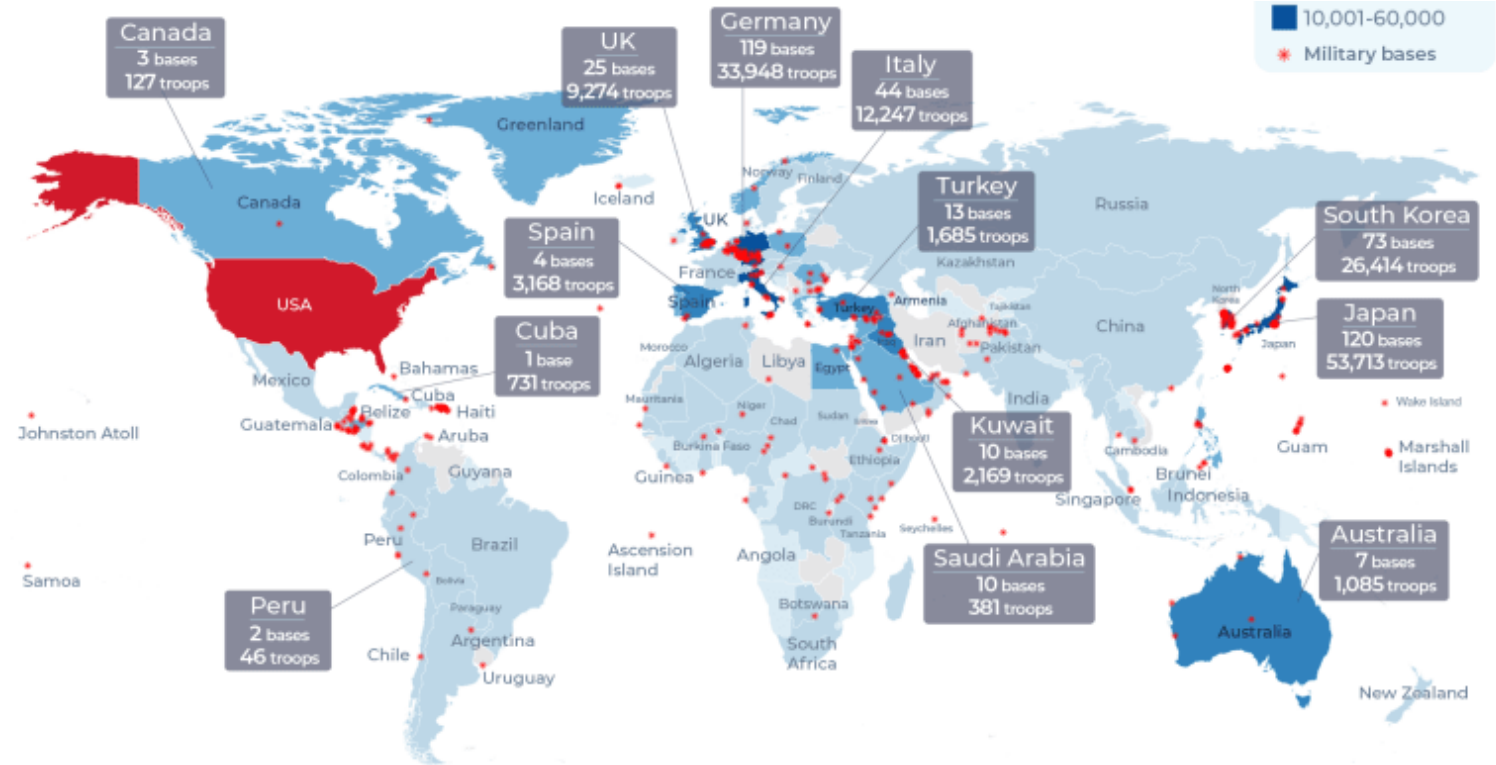 10,001-60,000
Military bases
Canada
3 bases
127 troops
UK
25 bases
9,274 troops
Germany
119 bases
33,948 troops
Italy
44 bases
12,247 troops
Greenland
Norway
Finland
Iceland
Canada
UK
Turkey
13 bases
1,685 troops
Russia
South Korea
73 bases
26,414 troops
Spain
4 bases
3,168 troops
France
Kazakhstan
USA
Spain
Turkey
Armenia
North
Korea
Tajikistan
Japan
120 bases
53,713 troops
Cuba
1 base
731 troops
Morocco
Algeria
Libya
Egypt
Iraq
Iran
Afghanistan
Pakistan
China
Japan
Mexico
Bahamas
Cuba
Belize
Haiti
Guatemala
Aruba
Johnston Atoll
Mauritania
Niger
Chad
Sudan
Eritrea
Djibouti
India
Wake Island
Kuwait
10 bases
2,169 troops
Burkina Faso
Ethiopia
Cambodia
Guam
Marshall
Islands
Colombia
Guyana
Guinea
Brunei
Singapore
Indonesia
DRC
Burundi
Tanzania
Seychelles
Peru
Brazil
Ascension
Island
Angola
Saudi Arabia
10 bases
381 troops
Australia
7 bases
1,085 troops
Samoa
Bolivia
Peru
2 bases
46 troops
Paraguay
Botswana
Argentina
Chile
South
Africa
Australia
Uruguay
New Zealand